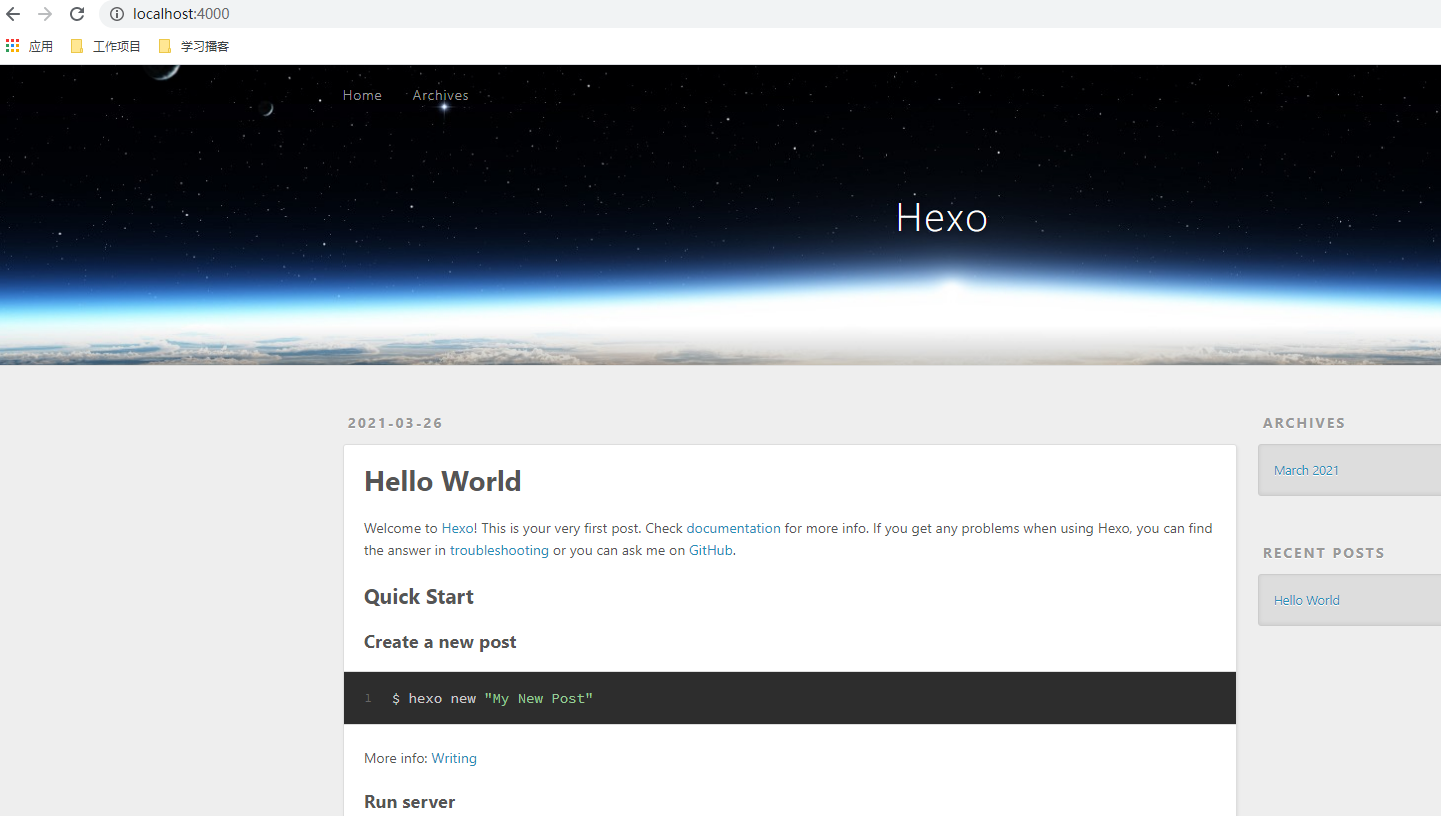 localhost:4000
应用 工作项目 学习播客
Home Archives
Hexo
2021-03-26
Hello World
Welcome to Hexo! This is your very first post. Check documentation for more info. If you get any problems when using Hexo, you can find
the answer in troubleshooting or you can ask me on GitHub.
Quick Start
Create a new post
1 $ hexo new "My New Post"
More info: Writing
Run server
ARCHIVES
March 2021
RECENT POSTS
Hello World